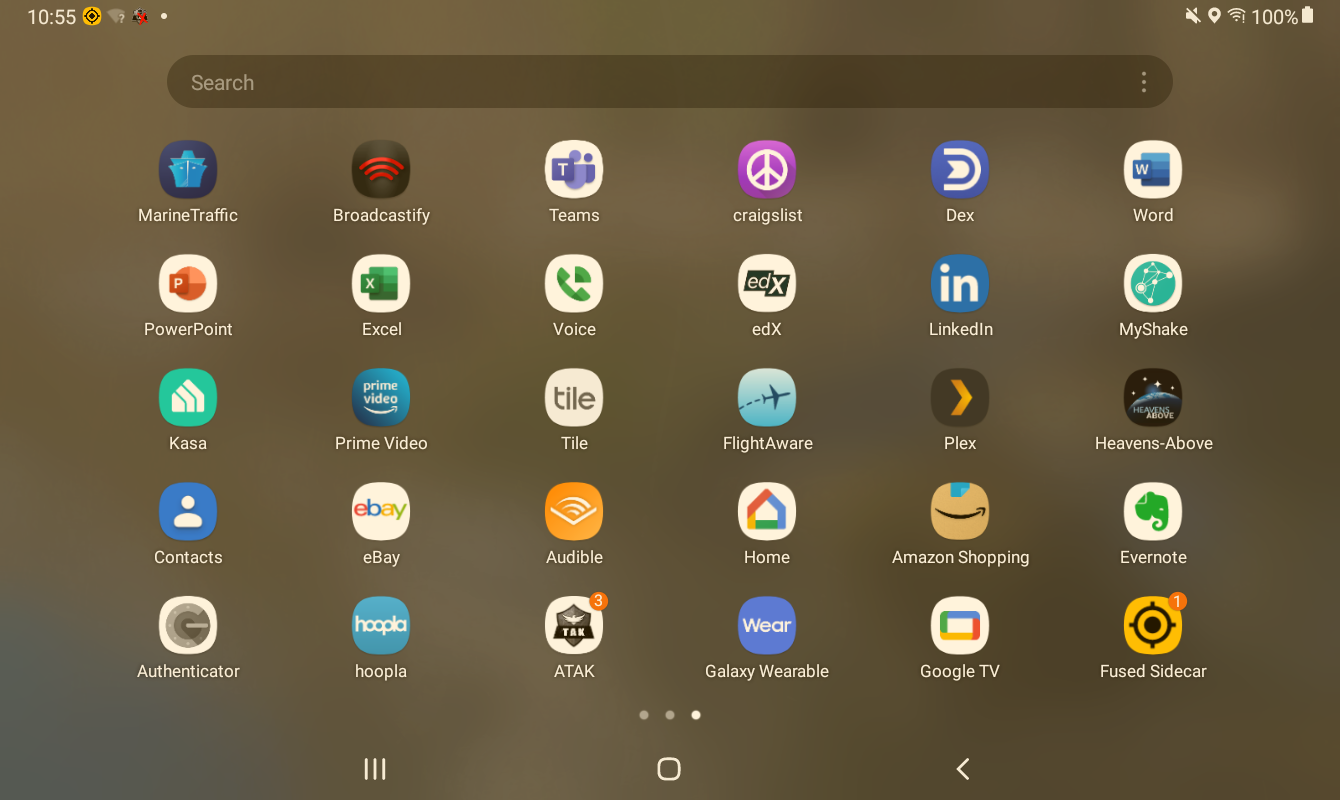 10:55
100%
Search
MarineTraffic
Broadcastify
T
Teams
craigslist
Dex
W
Word
P
PowerPoint
X
Excel
Voice
edX
edX
in
LinkedIn
MyShake
Kasa
prime
video
Prime Video
tile
Tile
FlightAware
Plex
HEAVENS
ABOVE
Heavens-Above
Contacts
ebay
eBay
Audible
Home
Amazon Shopping
Evernote
Authenticator
hoopla
hoopla
3
TAK
ATAK
Wear
Galaxy Wearable
Google TV
1
Fused Sidecar